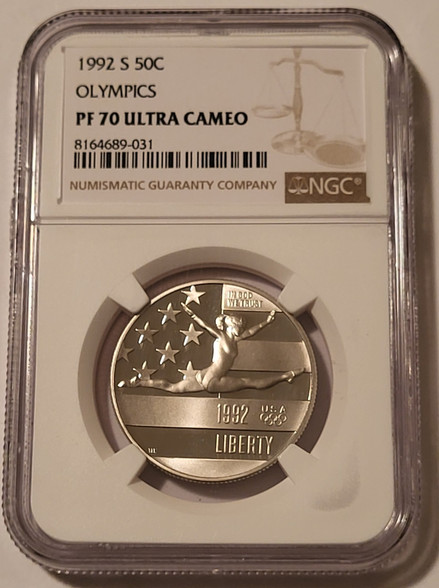 1992 S 50C
OLYMPICS
PF 70 ULTRA CAMEO
8164689-031
NUMISMATIC GUARANTY COMPANY
NGC®
IN GOD
WE TRUST
1992 USA
LIBERTY